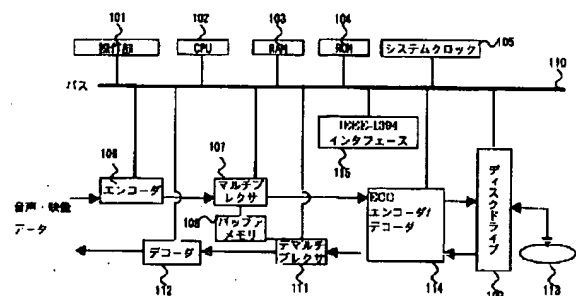 101
102
103
104
105
操作部
CPU
RAM
ROM
システムクロック
110
バス
IEEE-1394
インタフェース
115
106
107
エンコーダ
マルチプレクサ
音声・映像
データ
108
バッファ
メモリ
ECC
エンコーダ/
デコーダ
ディスクドライブ
デコーダ
デマルチ
プレクサ
112
111
114
113